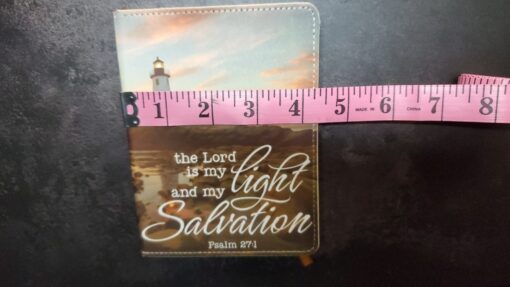 1 2 3 4 5 MADE IN 6 CHINA 7 8
the Lord
is my light
and my
Salvation
Psalm 27:1